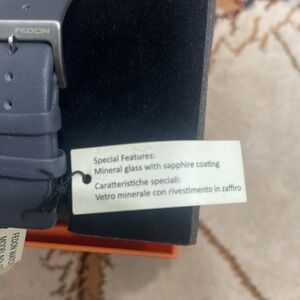 FEDON
Special Features:
Mineral glass with sapphire coating
Caratteristiche speciali:
Vetro minerale con rivestimento in zaffiro